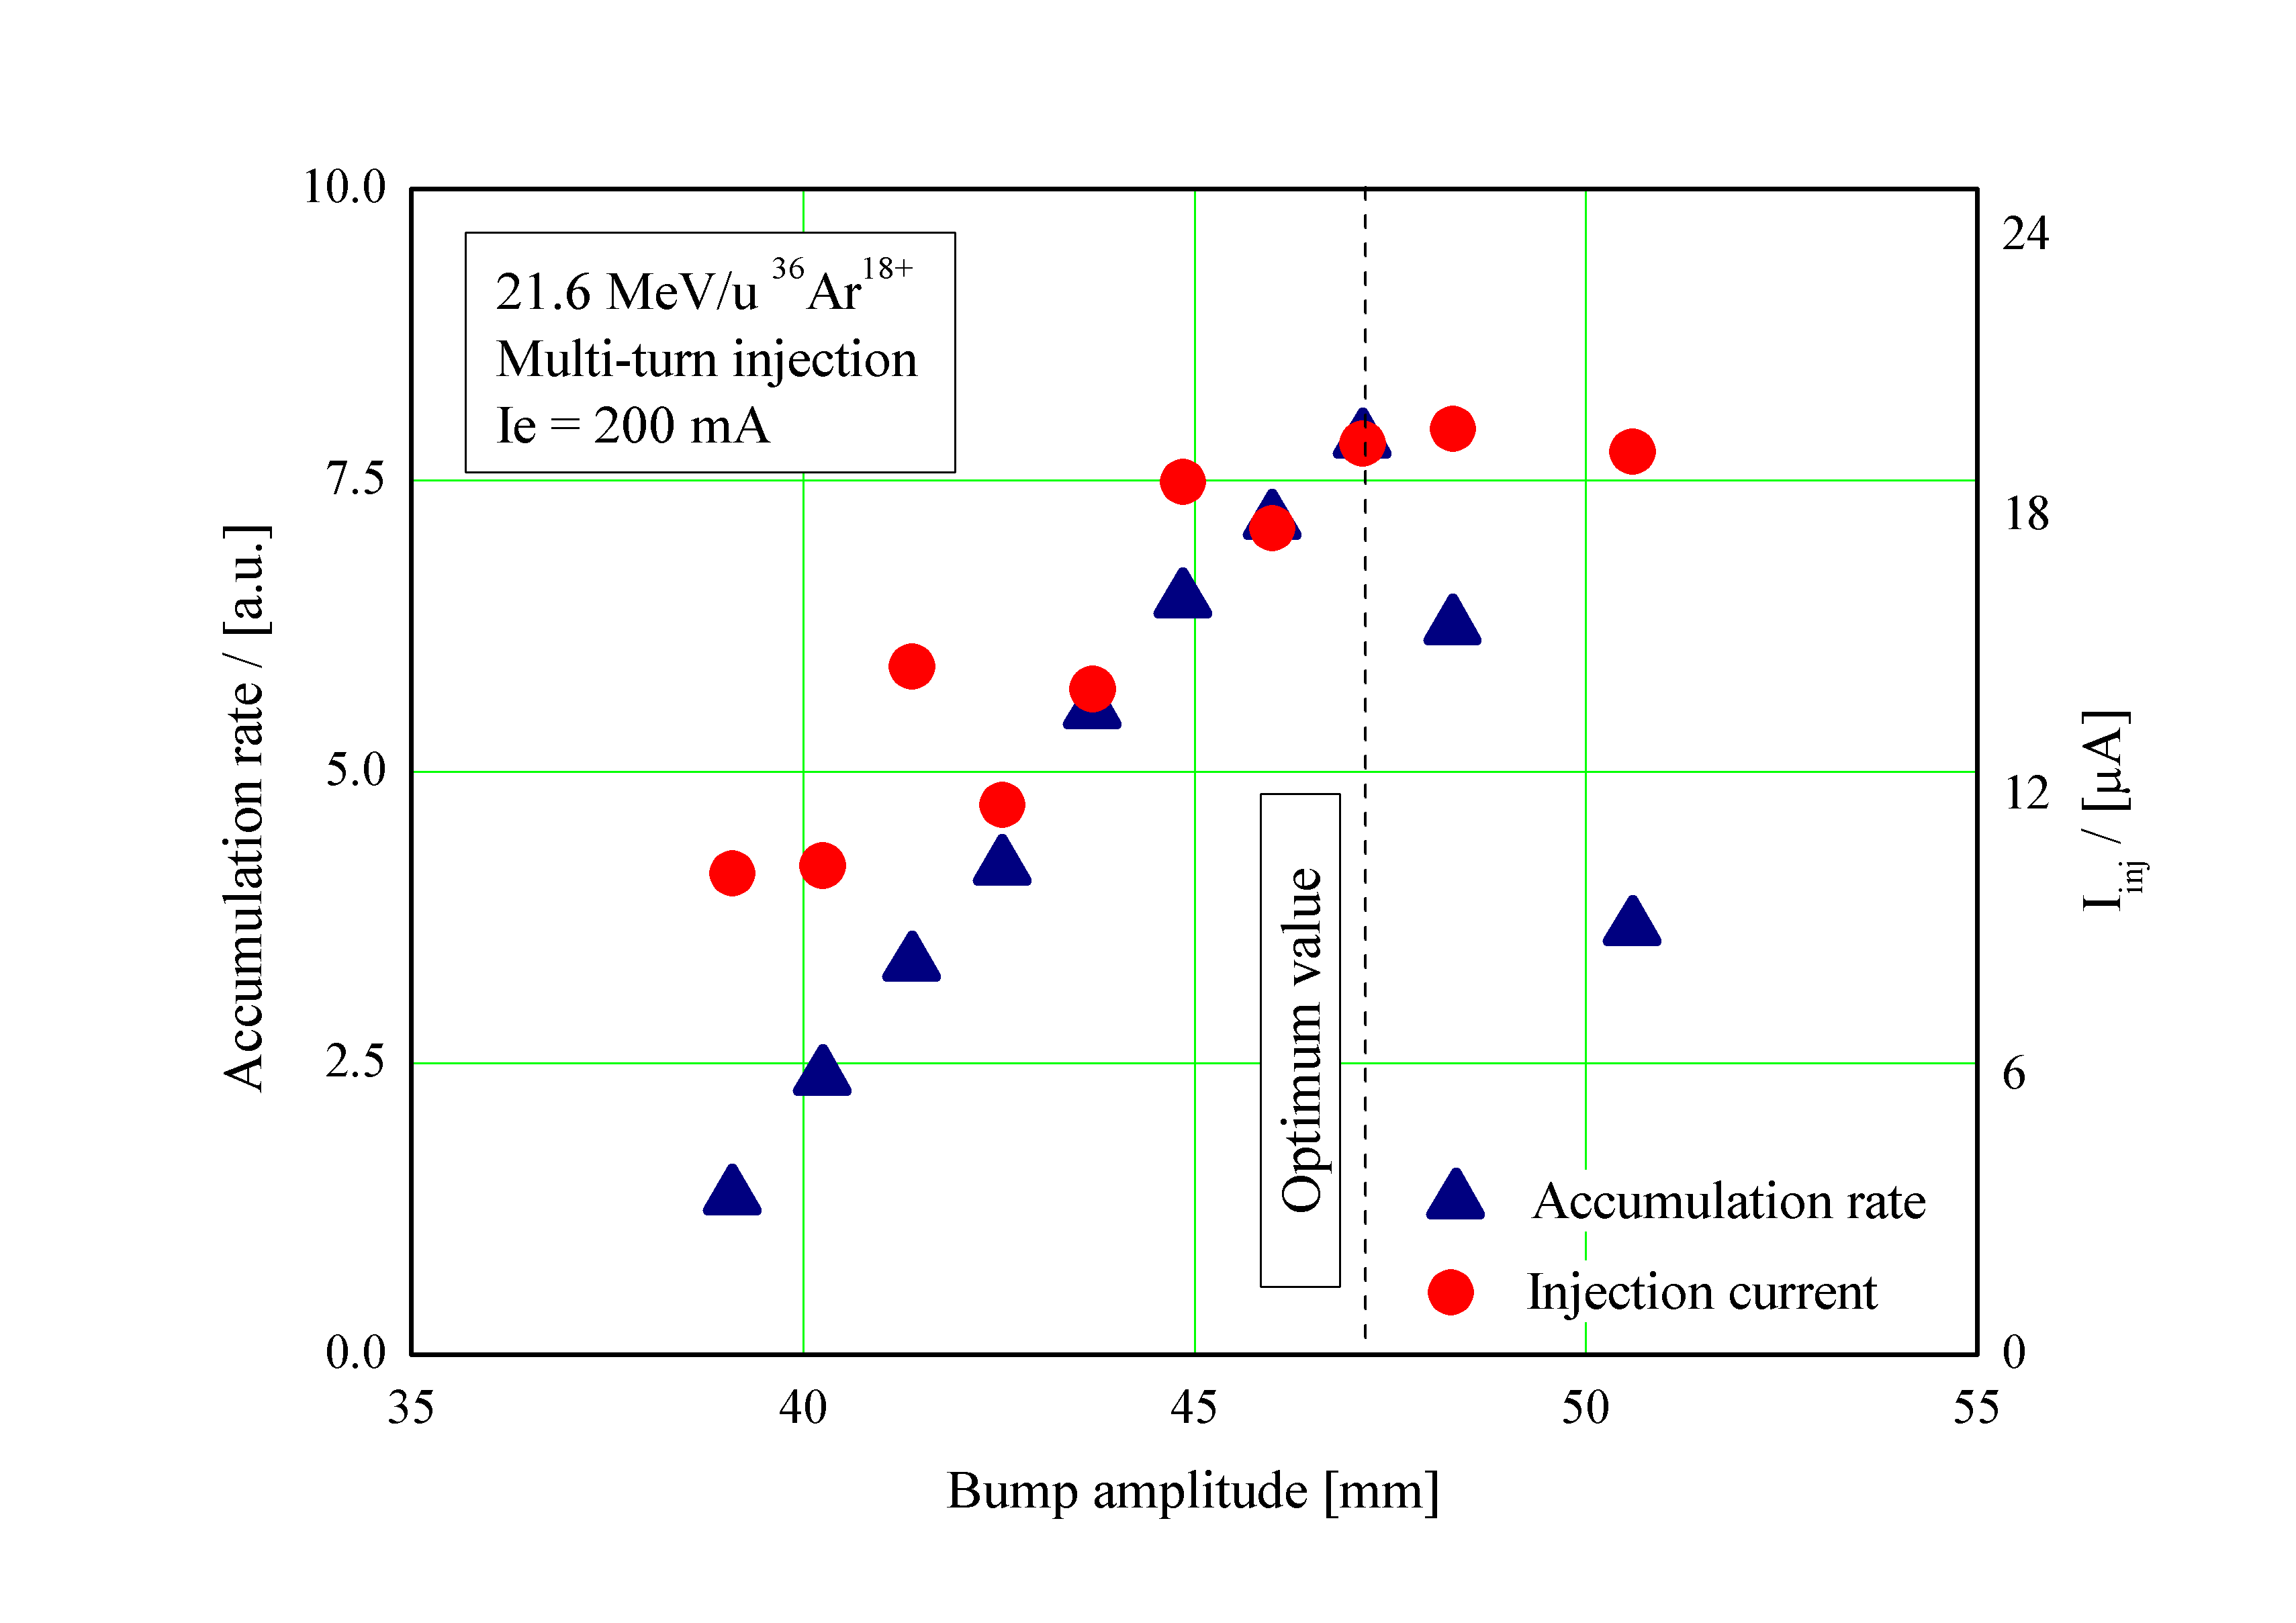 10.0
7.5
5.0
2.5
0.0
Accumulation rate / [a.u.]
21.6 MeV/u ³⁶Ar¹⁸⁺
Multi-turn injection
Ie = 200 mA
Optimum value
Accumulation rate
Injection current
24
18
12
6
0
I_inj / [μA]
35 40 45 50 55
Bump amplitude [mm]